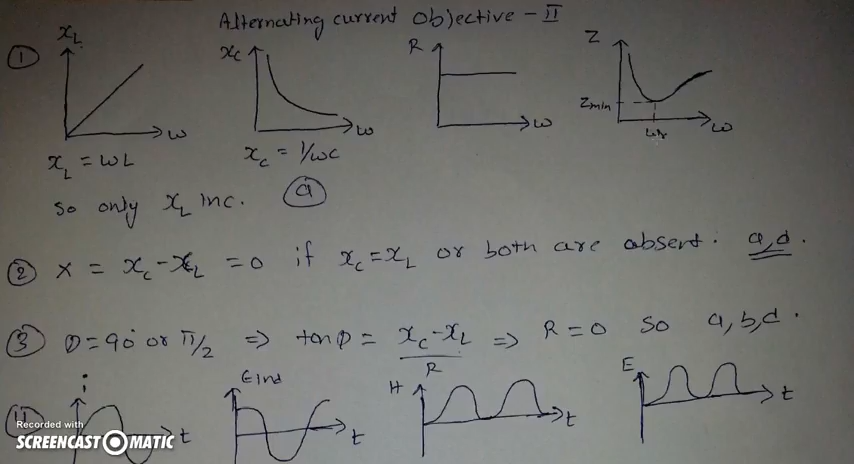 Alternating current Objective - II
① XL XC R Z
Zmin
ω ω ω ωr ω
XL = ωL XC = 1/ωC
so only XL inc. ⓐ
② X = XC - XL = 0 if XC = XL or both are absent. a,d.
③ Φ = 90° or π/2 ⇒ tanφ = XC - XL / R ⇒ R = 0 so a,b,d.
④ i Eind H E
t t t t
Recorded with
SCREENCAST-O-MATIC